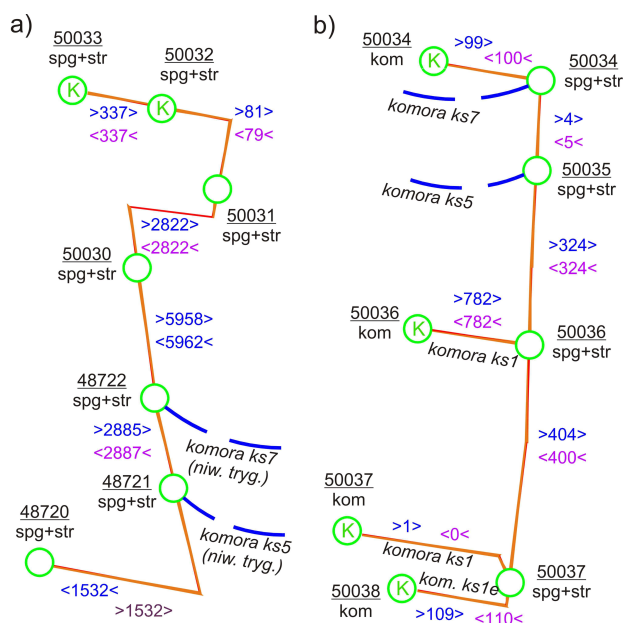 a)
50033
spg+str
50032
spg+str
K
K
>337>
<337<
>81>
<79<
50031
spg+str
>2822>
<2822<
50030
spg+str
>5958>
<5962<
48722
spg+str
>2885>
<2887<
komora ks7
(niw. tryg.)
48721
spg+str
komora ks5
(niw. tryg.)
48720
spg+str
<1532<
>1532>
b)
50034
kom
K
>99>
<100<
50034
spg+str
komora ks7
>4>
<5<
50035
spg+str
komora ks5
>324>
<324<
50036
kom
K
>782>
<782<
komora ks1
50036
spg+str
>404>
<400<
50037
kom
K
>1>
<0<
komora ks1
50037
spg+str
50038
kom
K
kom. ks1e
>109>
<110<